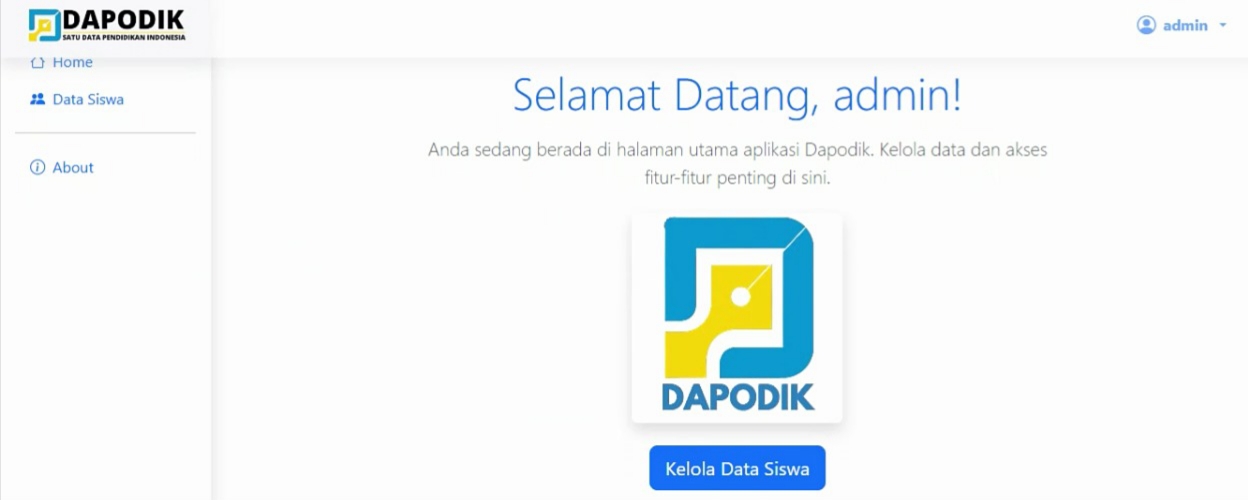 DAPODIK
SATU DATA PENDIDIKAN INDONESIA
admin
Home
Data Siswa
About
Selamat Datang, admin!
Anda sedang berada di halaman utama aplikasi Dapodik. Kelola data dan akses
fitur-fitur penting di sini.
DAPODIK
Kelola Data Siswa